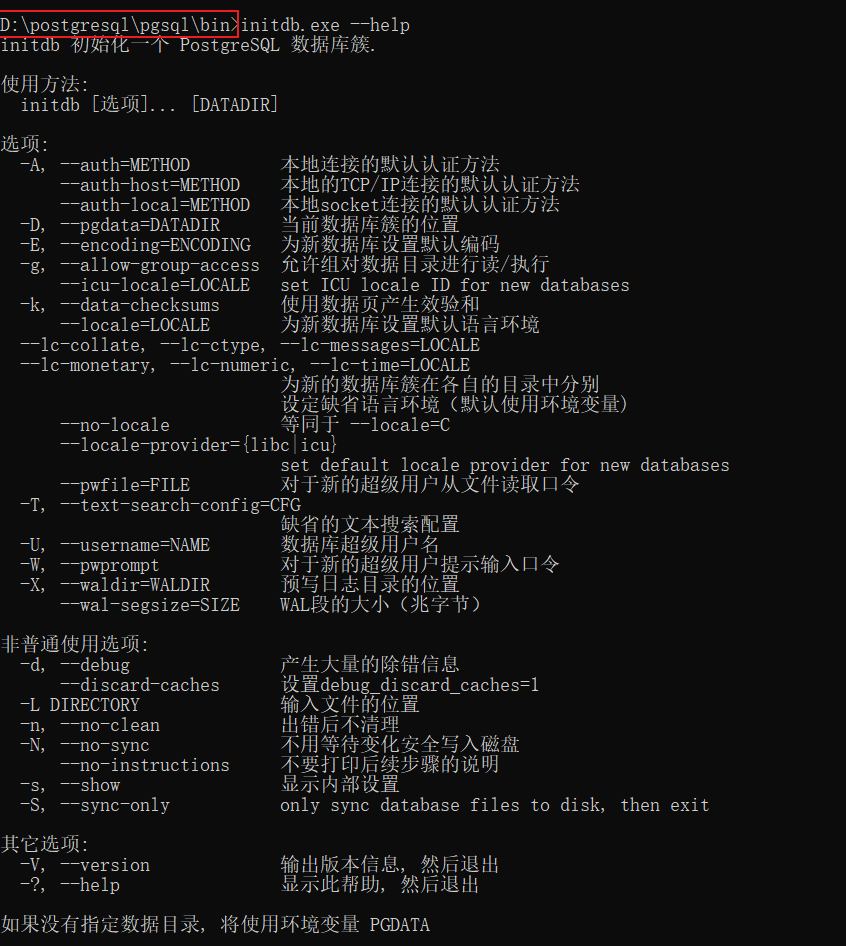 D:\postgresql\pgsql\bin>initdb.exe --help
initdb 初始化一个 PostgreSQL 数据库簇.
使用方法:
initdb [选项]... [DATADIR]
选项:
-A, --auth=METHOD 本地连接的默认认证方法
--auth-host=METHOD 本地的TCP/IP连接的默认认证方法
--auth-local=METHOD 本地socket连接的默认认证方法
-D, --pgdata=DATADIR 当前数据库簇的位置
-E, --encoding=ENCODING 为新数据库设置默认编码
-g, --allow-group-access 允许组对数据目录进行读/执行
--icu-locale=LOCALE set ICU locale ID for new databases
-k, --data-checksums 使用数据页产生效验和
--locale=LOCALE 为新数据库设置默认语言环境
--lc-collate, --lc-ctype, --lc-messages=LOCALE
--lc-monetary, --lc-numeric, --lc-time=LOCALE
为新的数据库簇在各自的目录中分别
设定缺省语言环境（默认使用环境变量)
--no-locale 等同于 --locale=C
--locale-provider={libc|icu}
set default locale provider for new databases
--pwfile=FILE 对于新的超级用户从文件读取口令
-T, --text-search-config=CFG
缺省的文本搜索配置
-U, --username=NAME 数据库超级用户名
-W, --pwprompt 对于新的超级用户提示输入口令
-X, --waldir=WALDIR 预写日志目录的位置
--wal-segsize=SIZE WAL段的大小（兆字节）
非普通使用选项:
-d, --debug 产生大量的除错信息
--discard-caches 设置debug_discard_caches=1
-L DIRECTORY 输入文件的位置
-n, --no-clean 出错后不清理
-N, --no-sync 不用等待变化安全写入磁盘
--no-instructions 不要打印后续步骤的说明
-s, --show 显示内部设置
-S, --sync-only only sync database files to disk, then exit
其它选项:
-V, --version 输出版本信息, 然后退出
-?, --help 显示此帮助, 然后退出
如果没有指定数据目录, 将使用环境变量 PGDATA